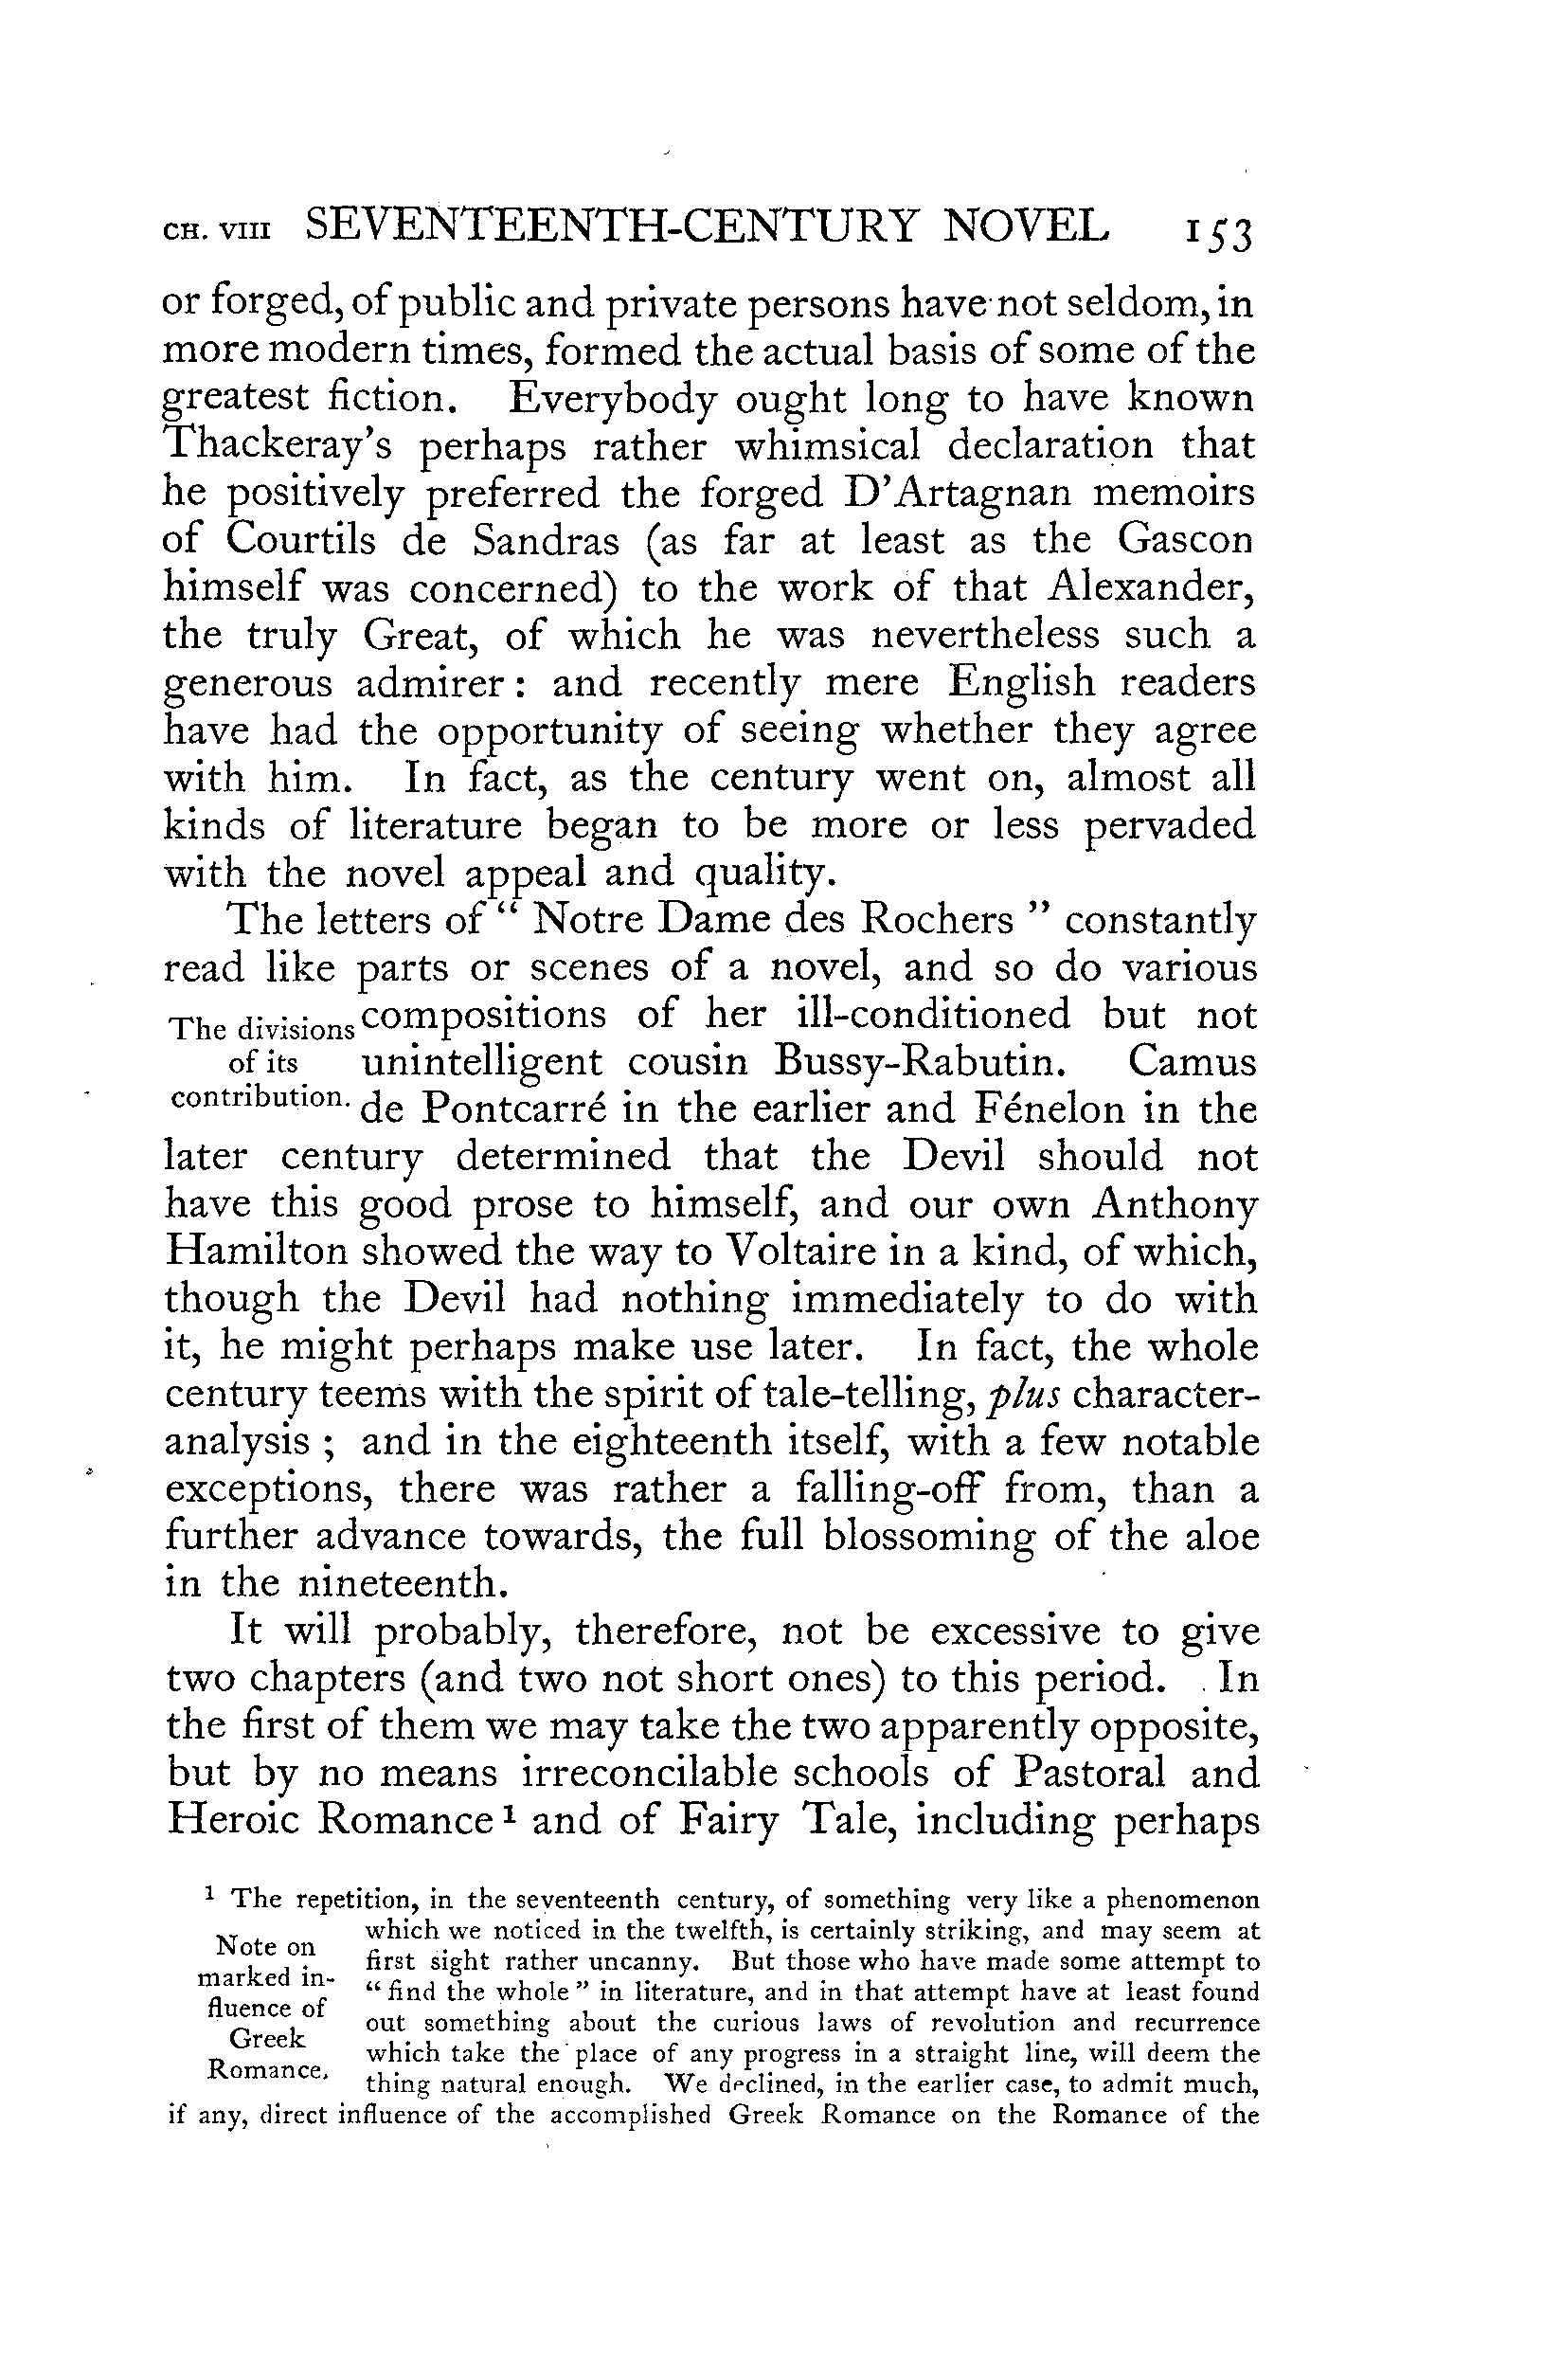 CH. VIII SEVENTEENTH-CENTURY NOVEL 153
or forged, of public and private persons have not seldom, in
more modern times, formed the actual basis of some of the
greatest fiction. Everybody ought long to have known
Thackeray's perhaps rather whimsical declaration that
he positively preferred the forged D'Artagnan memoirs
of Courtils de Sandras (as far at least as the Gascon
himself was concerned) to the work of that Alexander,
the truly Great, of which he was nevertheless such a
generous admirer: and recently mere English readers
have had the opportunity of seeing whether they agree
with him. In fact, as the century went on, almost all
kinds of literature began to be more or less pervaded
with the novel appeal and quality.
The letters of “ Notre Dame des Rochers ” constantly
read like parts or scenes of a novel, and so do various
The divisions
of its
contribution.
compositions of her ill-conditioned but not
unintelligent cousin Bussy-Rabutin. Camus
de Pontcarré in the earlier and Fénelon in the
later century determined that the Devil should not
have this good prose to himself, and our own Anthony
Hamilton showed the way to Voltaire in a kind, of which,
though the Devil had nothing immediately to do with
it, he might perhaps make use later. In fact, the whole
century teems with the spirit of tale-telling, plus character-
analysis ; and in the eighteenth itself, with a few notable
exceptions, there was rather a falling-off from, than a
further advance towards, the full blossoming of the aloe
in the nineteenth.
It will probably, therefore, not be excessive to give
two chapters (and two not short ones) to this period. In
the first of them we may take the two apparently opposite,
but by no means irreconcilable schools of Pastoral and
Heroic Romance ¹ and of Fairy Tale, including perhaps
¹ The repetition, in the seventeenth century, of something very like a phenomenon
Note on
marked in-
fluence of
Greek
Romance.
which we noticed in the twelfth, is certainly striking, and may seem at
first sight rather uncanny. But those who have made some attempt to
“ find the whole ” in literature, and in that attempt have at least found
out something about the curious laws of revolution and recurrence
which take the place of any progress in a straight line, will deem the
thing natural enough. We declined, in the earlier case, to admit much,
if any, direct influence of the accomplished Greek Romance on the Romance of the